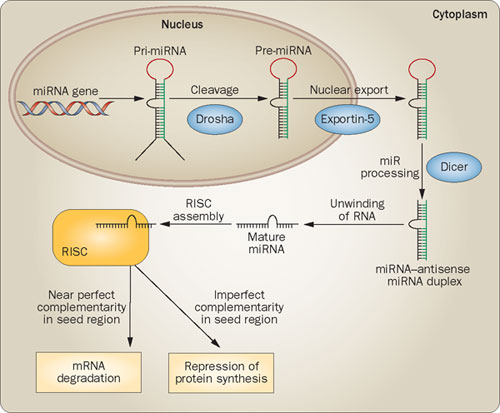 Nucleus
Cytoplasm
Pri-miRNA
Pre-miRNA
miRNA gene
Cleavage
Nuclear export
Drosha
Exportin-5
miR
processing
Dicer
RISC
assembly
Unwinding
of RNA
RISC
Mature
miRNA
miRNA–antisense
miRNA duplex
Near perfect
complementarity
in seed region
Imperfect
complementarity
in seed region
mRNA
degradation
Repression of
protein synthesis